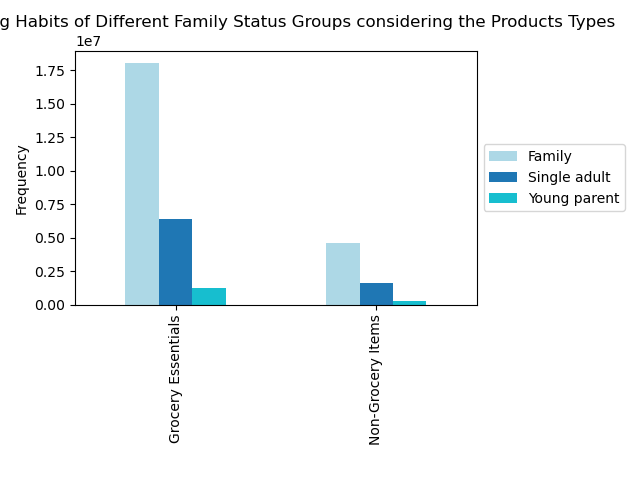 g Habits of Different Family Status Groups considering the Products Types
1e7
Frequency
1.75
1.50
1.25
1.00
0.75
0.50
0.25
0.00
Family
Single adult
Young parent
Grocery Essentials
Non-Grocery Items